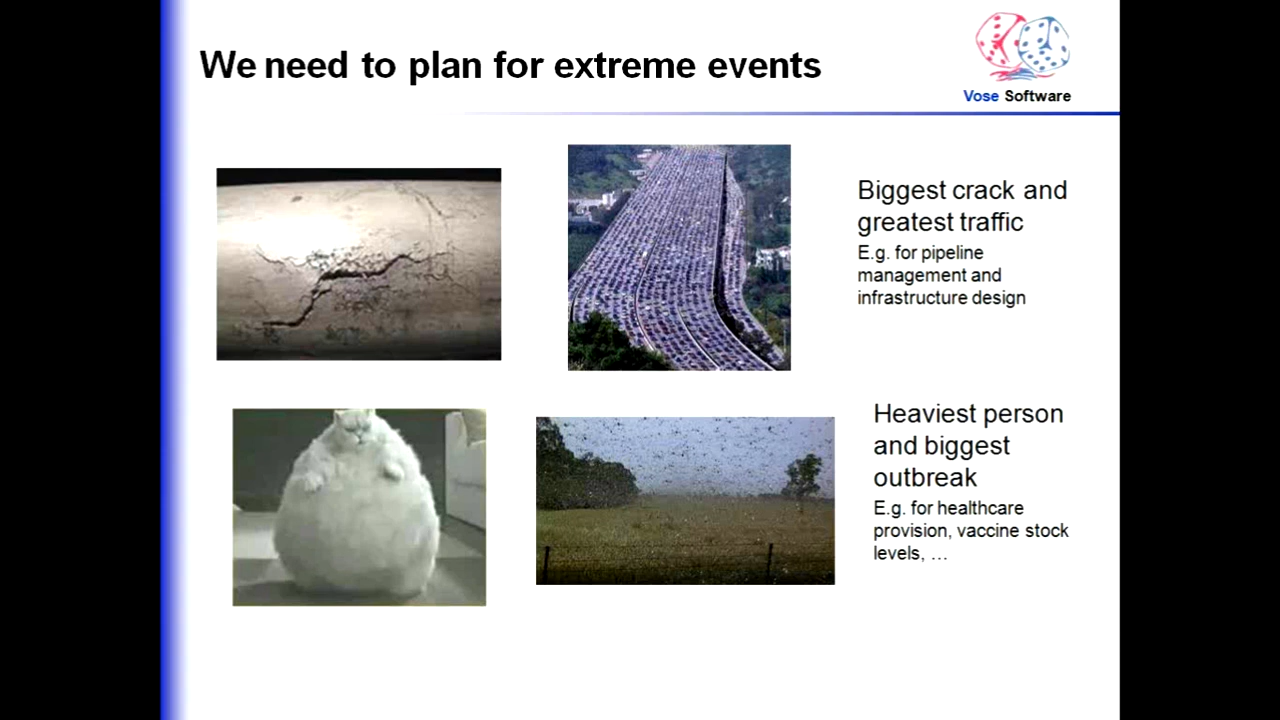 We need to plan for extreme events
Vose Software
Biggest crack and
greatest traffic
E.g. for pipeline
management and
infrastructure design
Heaviest person
and biggest
outbreak
E.g. for healthcare
provision, vaccine stock
levels, …